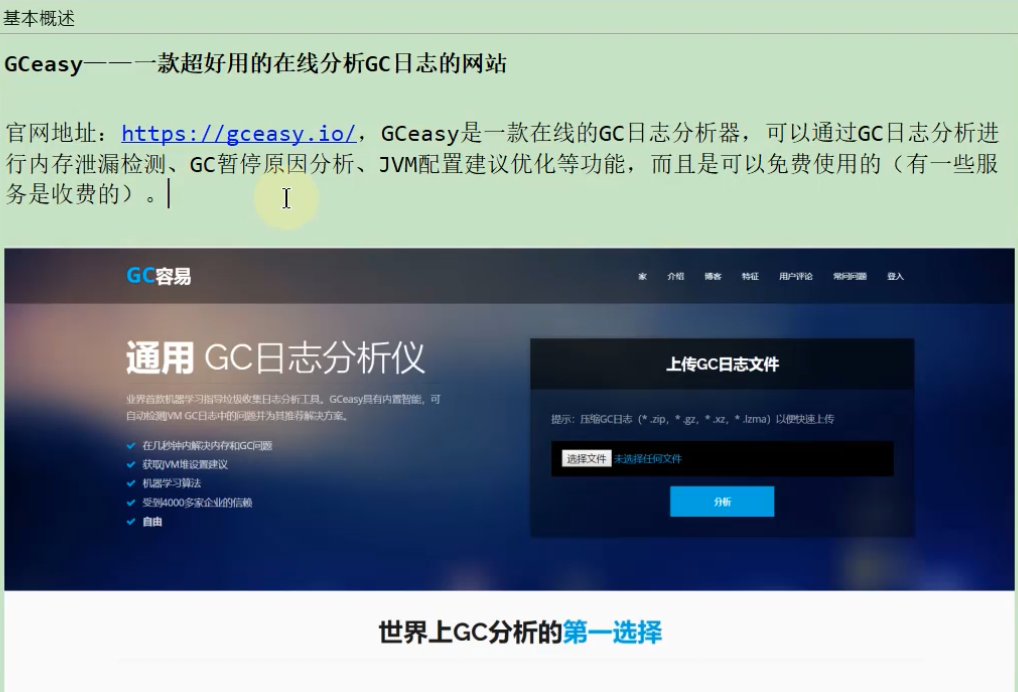 基本概述
GCeasy——一款超好用的在线分析GC日志的网站
官网地址：https://gceasy.io/，GCeasy是一款在线的GC日志分析器，可以通过GC日志分析进
行内存泄漏检测、GC暂停原因分析、JVM配置建议优化等功能，而且是可以免费使用的（有一些服
务是收费的）。
GC容易
家 介绍 博客 特征 用户评论 常问问题 登入
通用 GC日志分析仪
上传GC日志文件
业界首款机器学习指导垃圾收集日志分析工具。GCeasy具有内置智能，可
自动检测JVM GC日志中的问题并为其推荐解决方案。
提示：压缩GC日志（*.zip，*.gz，*.xz，*.lzma）以便快速上传
在几秒钟内解决内存和GC问题
获取JVM堆设置建议
机器学习算法
受到4000多家企业的信赖
自由
选择文件 未选择任何文件
分析
世界上GC分析的第一选择